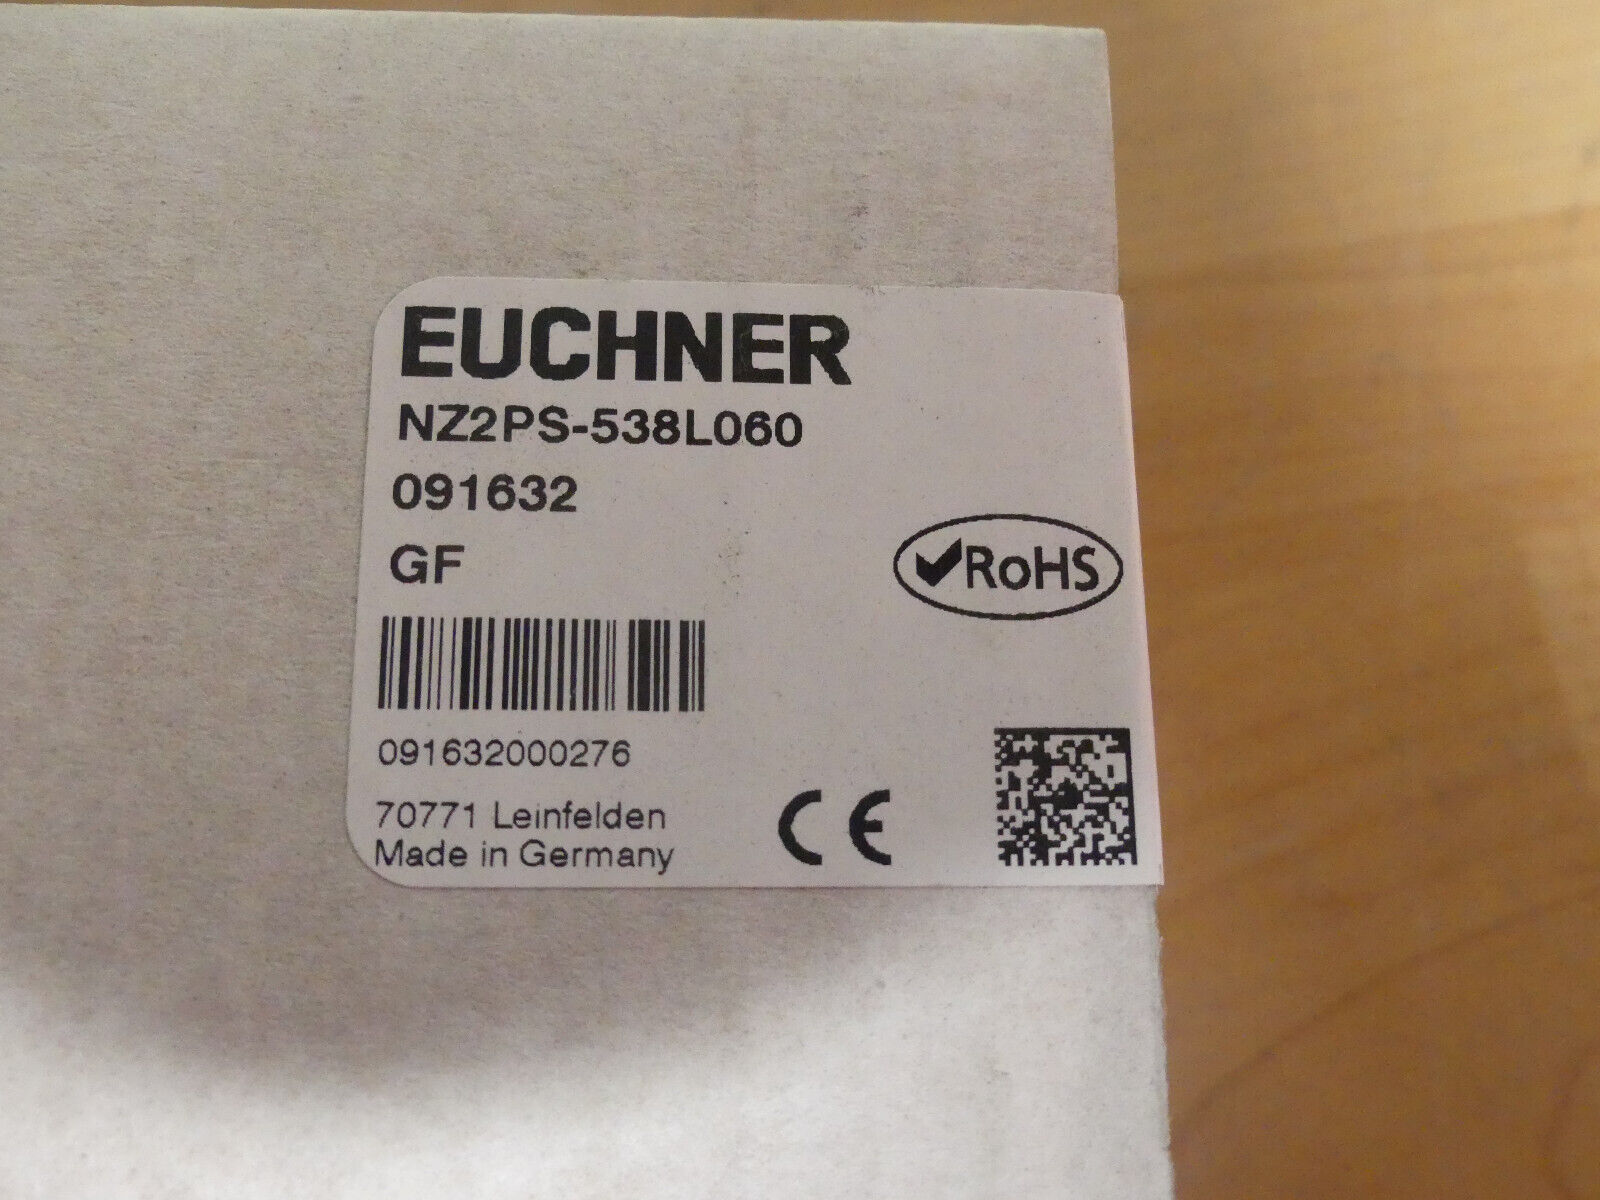 EUCHNER
NZ2PS-538L060
091632
GF
RoHS
091632000276
70771 Leinfelden
Made in Germany
CE